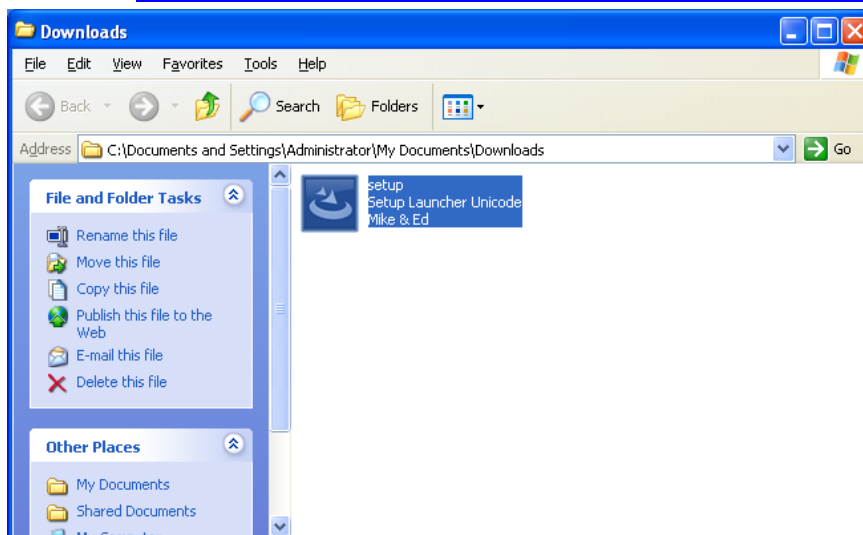 Downloads
File Edit View Favorites Tools Help
Back Search Folders
Address C:\Documents and Settings\Administrator\My Documents\Downloads Go
File and Folder Tasks
Rename this file
Move this file
Copy this file
Publish this file to the
Web
E-mail this file
Delete this file
Other Places
My Documents
Shared Documents
My Computer
setup
Setup Launcher Unicode
Mike & Ed